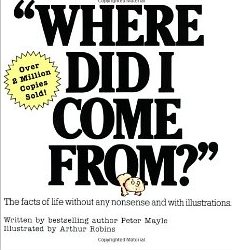 "WHERE
DID I
COME
FROM?"
Over
2 Million
Copies
Sold!
The facts of life without any nonsense and with illustrations.
Written by bestselling author Peter Mayle
Illustrated by Arthur Robins